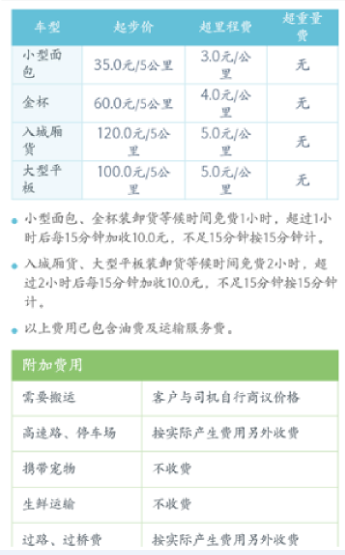 车型 起步价 超里程费 超重量费
小型面包 35.0元/5公里 3.0元/公里 无
金杯 60.0元/5公里 4.0元/公里 无
入城厢货 120.0元/5公里 5.0元/公里 无
大型平板 100.0元/5公里 5.0元/公里 无
小型面包、金杯装卸货等候时间免费1小时，超过1小
时后每15分钟加收10.0元，不足15分钟按15分钟计。
入城厢货、大型平板装卸货等候时间免费2小时，超
过2小时后每15分钟加收10.0元，不足15分钟按15分钟
计。
以上费用已包含油费及运输服务费。
附加费用
需要搬运 客户与司机自行商议价格
高速路、停车场 按实际产生费用另外收费
携带宠物 不收费
生鲜运输 不收费
过路、过桥费 按实际产生费用另外收费